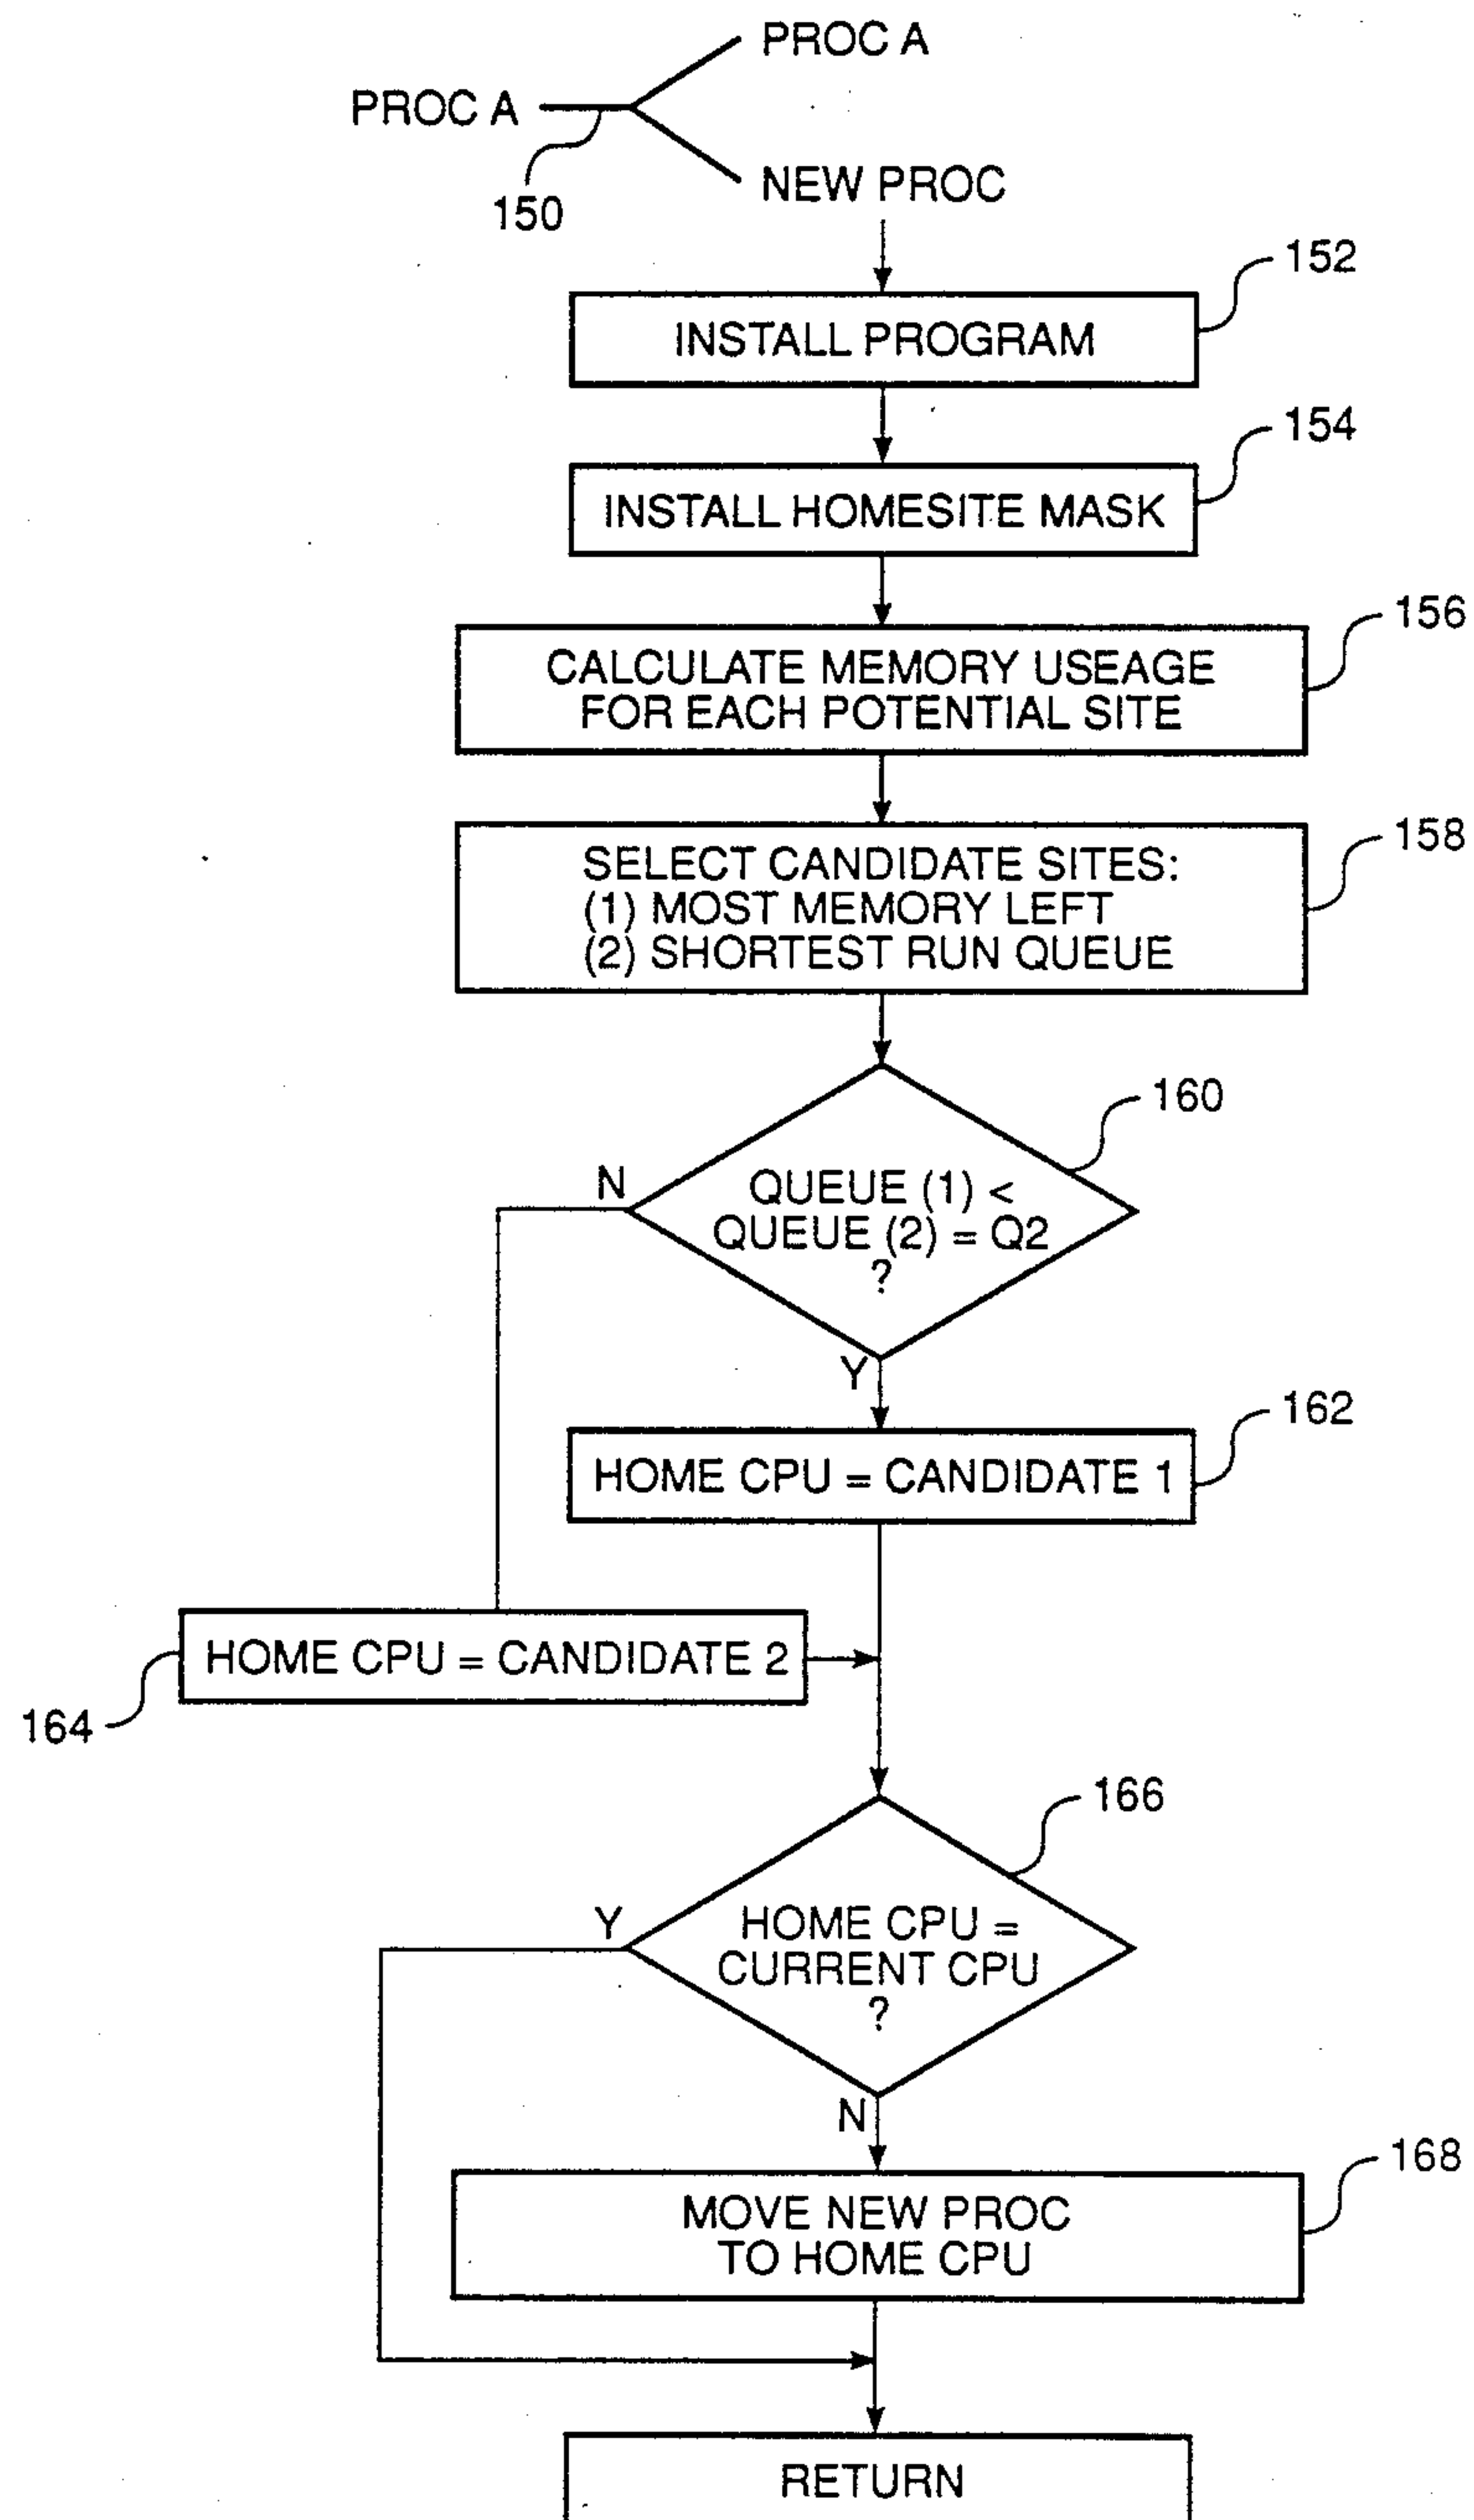 PROC A
PROC A
150
NEW PROC
152
INSTALL PROGRAM
154
INSTALL HOMESITE MASK
156
CALCULATE MEMORY USEAGE
FOR EACH POTENTIAL SITE
158
SELECT CANDIDATE SITES:
(1) MOST MEMORY LEFT
(2) SHORTEST RUN QUEUE
160
N
QUEUE (1) <
QUEUE (2) = Q2
?
Y
162
HOME CPU = CANDIDATE 1
HOME CPU = CANDIDATE 2
164
166
Y
HOME CPU =
CURRENT CPU
?
N
168
MOVE NEW PROC
TO HOME CPU
RETURN